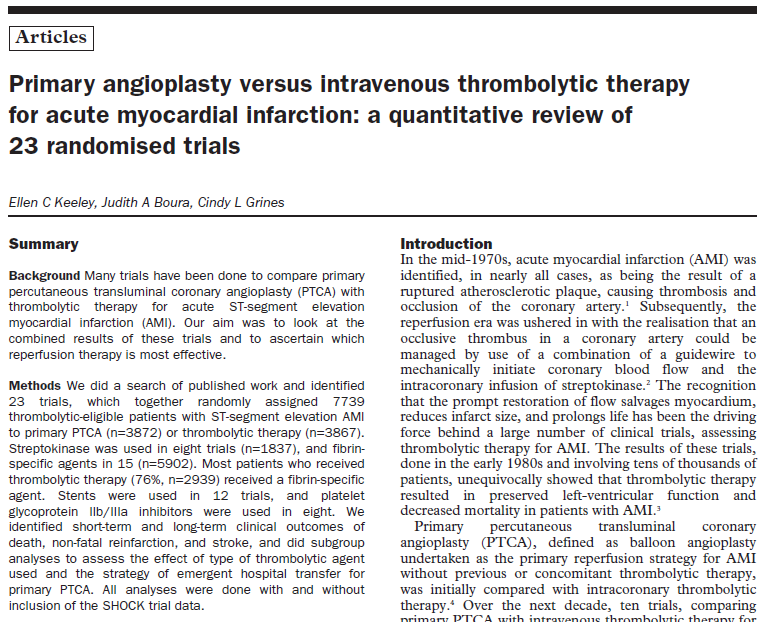 Articles
Primary angioplasty versus intravenous thrombolytic therapy
for acute myocardial infarction: a quantitative review of
23 randomised trials
Ellen C Keeley, Judith A Boura, Cindy L Grines
Summary
Background Many trials have been done to compare primary
percutaneous transluminal coronary angioplasty (PTCA) with
thrombolytic therapy for acute ST-segment elevation
myocardial infarction (AMI). Our aim was to look at the
combined results of these trials and to ascertain which
reperfusion therapy is most effective.
Methods We did a search of published work and identified
23 trials, which together randomly assigned 7739
thrombolytic-eligible patients with ST-segment elevation AMI
to primary PTCA (n=3872) or thrombolytic therapy (n=3867).
Streptokinase was used in eight trials (n=1837), and fibrin-
specific agents in 15 (n=5902). Most patients who received
thrombolytic therapy (76%, n=2939) received a fibrin-specific
agent. Stents were used in 12 trials, and platelet
glycoprotein IIb/IIIa inhibitors were used in eight. We
identified short-term and long-term clinical outcomes of
death, non-fatal reinfarction, and stroke, and did subgroup
analyses to assess the effect of type of thrombolytic agent
used and the strategy of emergent hospital transfer for
primary PTCA. All analyses were done with and without
inclusion of the SHOCK trial data.
Introduction
In the mid-1970s, acute myocardial infarction (AMI) was
identified, in nearly all cases, as being the result of a
ruptured atherosclerotic plaque, causing thrombosis and
occlusion of the coronary artery.¹ Subsequently, the
reperfusion era was ushered in with the realisation that an
occlusive thrombus in a coronary artery could be
managed by use of a combination of a guidewire to
mechanically initiate coronary blood flow and the
intracoronary infusion of streptokinase.² The recognition
that the prompt restoration of flow salvages myocardium,
reduces infarct size, and prolongs life has been the driving
force behind a large number of clinical trials, assessing
thrombolytic therapy for AMI. The results of these trials,
done in the early 1980s and involving tens of thousands of
patients, unequivocally showed that thrombolytic therapy
resulted in preserved left-ventricular function and
decreased mortality in patients with AMI.³
Primary percutaneous transluminal coronary
angioplasty (PTCA), defined as balloon angioplasty
undertaken as the primary reperfusion strategy for AMI
without previous or concomitant thrombolytic therapy,
was initially compared with intracoronary thrombolytic
therapy.⁴ Over the next decade, ten trials, comparing
primary PTCA with intravenous thrombolytic therapy for